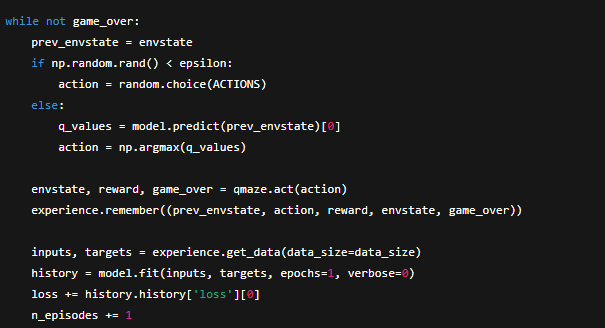 while not game_over:
    prev_envstate = envstate
    if np.random.rand() < epsilon:
        action = random.choice(ACTIONS)
    else:
        q_values = model.predict(prev_envstate)[0]
        action = np.argmax(q_values)

    envstate, reward, game_over = qmaze.act(action)
    experience.remember((prev_envstate, action, reward, envstate, game_over))

    inputs, targets = experience.get_data(data_size=data_size)
    history = model.fit(inputs, targets, epochs=1, verbose=0)
    loss += history.history['loss'][0]
    n_episodes += 1